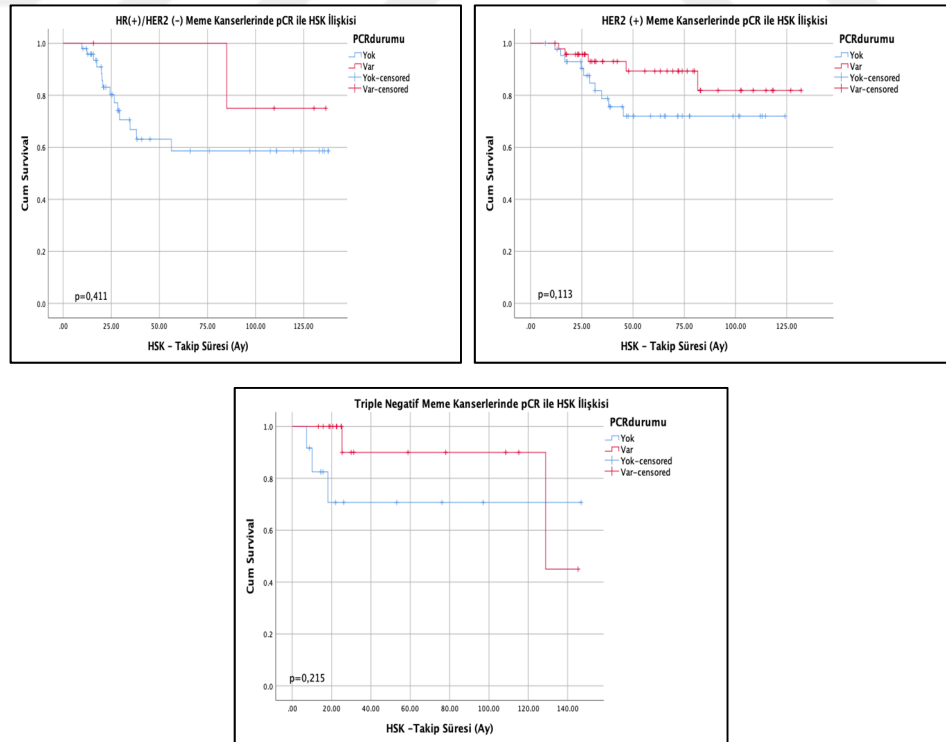 HR(+)/HER2 (-) Meme Kanserlerinde pCR ile HSK İlişkisi
PCRdurumu
Yok
Var
Yok-censored
Var-censored
Cum Survival
1.0
0.8
0.6
0.4
0.2
0.0
p=0,411
.00 25.00 50.00 75.00 100.00 125.00
HSK - Takip Süresi (Ay)
HER2 (+) Meme Kanserlerinde pCR ile HSK İlişkisi
PCRdurumu
Yok
Var
Yok-censored
Var-censored
Cum Survival
1.0
0.8
0.6
0.4
0.2
0.0
p=0,113
.00 25.00 50.00 75.00 100.00 125.00
HSK - Takip Süresi (Ay)
Triple Negatif Meme Kanserlerinde pCR ile HSK İlişkisi
PCRdurumu
Yok
Var
Yok-censored
Var-censored
Cum Survival
1.0
0.8
0.6
0.4
0.2
0.0
p=0,215
.00 20.00 40.00 60.00 80.00 100.00 120.00 140.00
HSK -Takip Süresi (Ay)